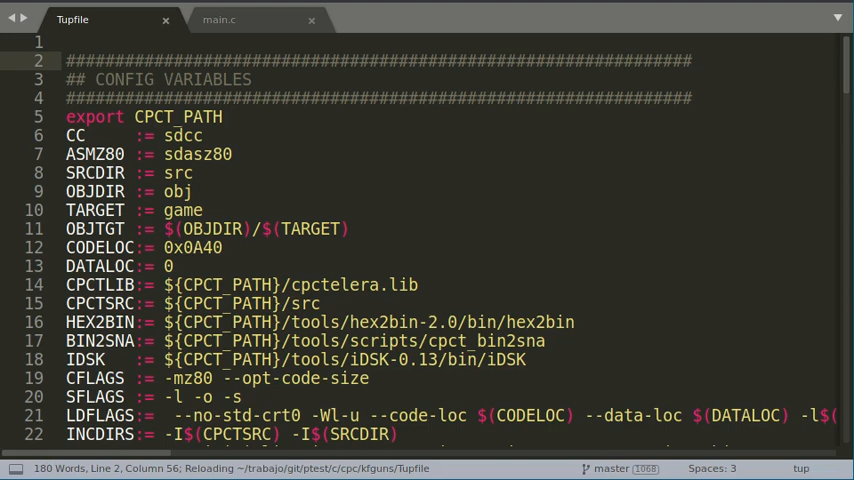 Tupfile × main.c ×
1
2 ################################################################
3 ## CONFIG VARIABLES
4 ################################################################
5 export CPCT_PATH
6 CC := sdcc
7 ASMZ80 := sdasz80
8 SRCDIR := src
9 OBJDIR := obj
10 TARGET := game
11 OBJTGT := $(OBJDIR)/$(TARGET)
12 CODELOC:= 0x0A40
13 DATALOC:= 0
14 CPCTLIB:= ${CPCT_PATH}/cpctelera.lib
15 CPCTSRC:= ${CPCT_PATH}/src
16 HEX2BIN:= ${CPCT_PATH}/tools/hex2bin-2.0/bin/hex2bin
17 BIN2SNA:= ${CPCT_PATH}/tools/scripts/cpct_bin2sna
18 IDSK := ${CPCT_PATH}/tools/iDSK-0.13/bin/iDSK
19 CFLAGS := -mz80 --opt-code-size
20 SFLAGS := -l -o -s
21 LDFLAGS:= --no-std-crt0 -Wl-u --code-loc $(CODELOC) --data-loc $(DATALOC) -l$(
22 INCDIRS:= -I$(CPCTSRC) -I$(SRCDIR)
180 Words, Line 2, Column 56; Reloading ~/trabajo/git/ptest/c/cpc/kfguns/Tupfile master 1068 Spaces: 3 tup